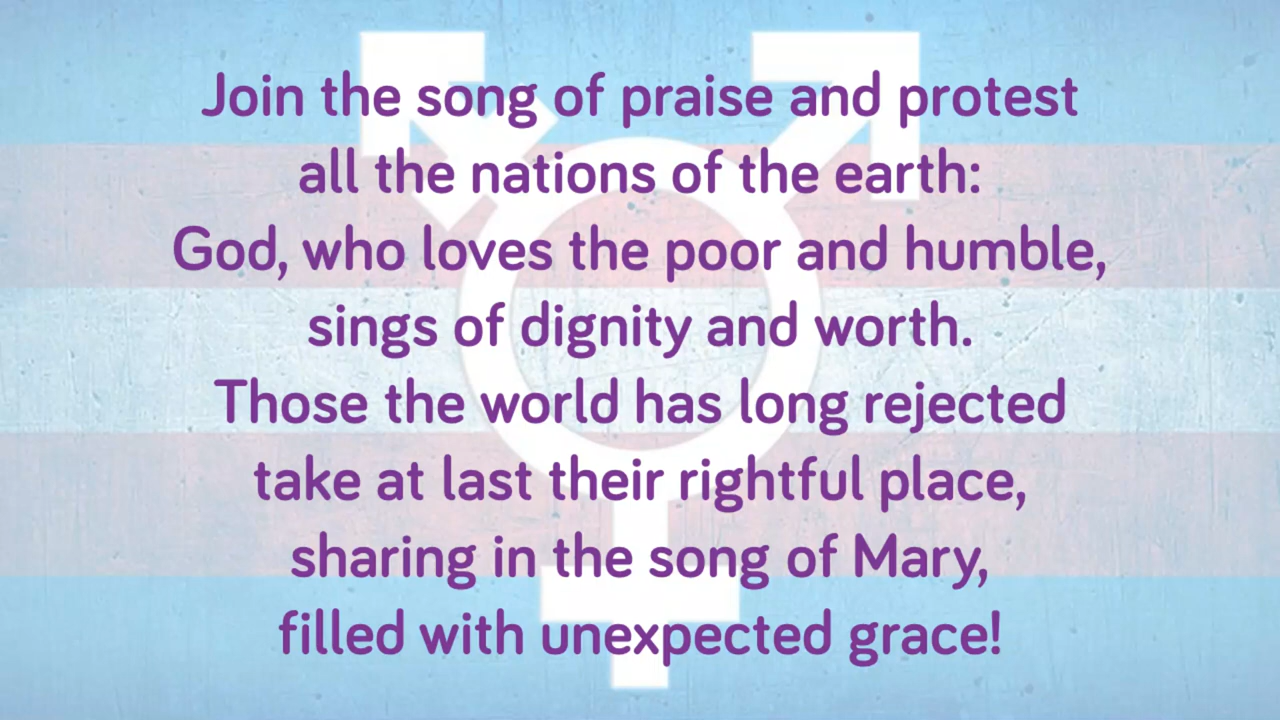 Join the song of praise and protest
all the nations of the earth:
God, who loves the poor and humble,
sings of dignity and worth.
Those the world has long rejected
take at last their rightful place,
sharing in the song of Mary,
filled with unexpected grace!